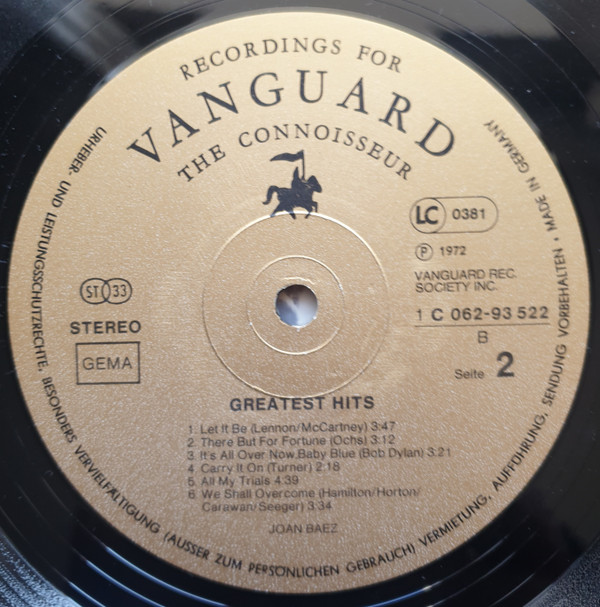 RECORDINGS FOR
VANGUARD
THE CONNOISSEUR
LC 0381
Ⓟ 1972
VANGUARD REC.
SOCIETY INC.
1 C 062-93 522
B
Seite 2
ST 33
STEREO
GEMA
GREATEST HITS
1. Let It Be (Lennon/McCartney) 3:47
2. There But For Fortune (Ochs) 3:12
3. It's All Over Now, Baby Blue (Bob Dylan) 3:21
4. Carry It On (Turner) 2:18
5. All My Trials 4:39
6. We Shall Overcome (Hamilton/Horton/
Carawan/Seeger) 3:34
JOAN BAEZ
URHEBER- UND LEISTUNGSSCHUTZRECHTE, BESONDERS VERVIELFÄLTIGUNG (AUSSER ZUM PERSÖNLICHEN GEBRAUCH) VERMIETUNG, AUFFÜHRUNG, SENDUNG VORBEHALTEN • MADE IN GERMANY